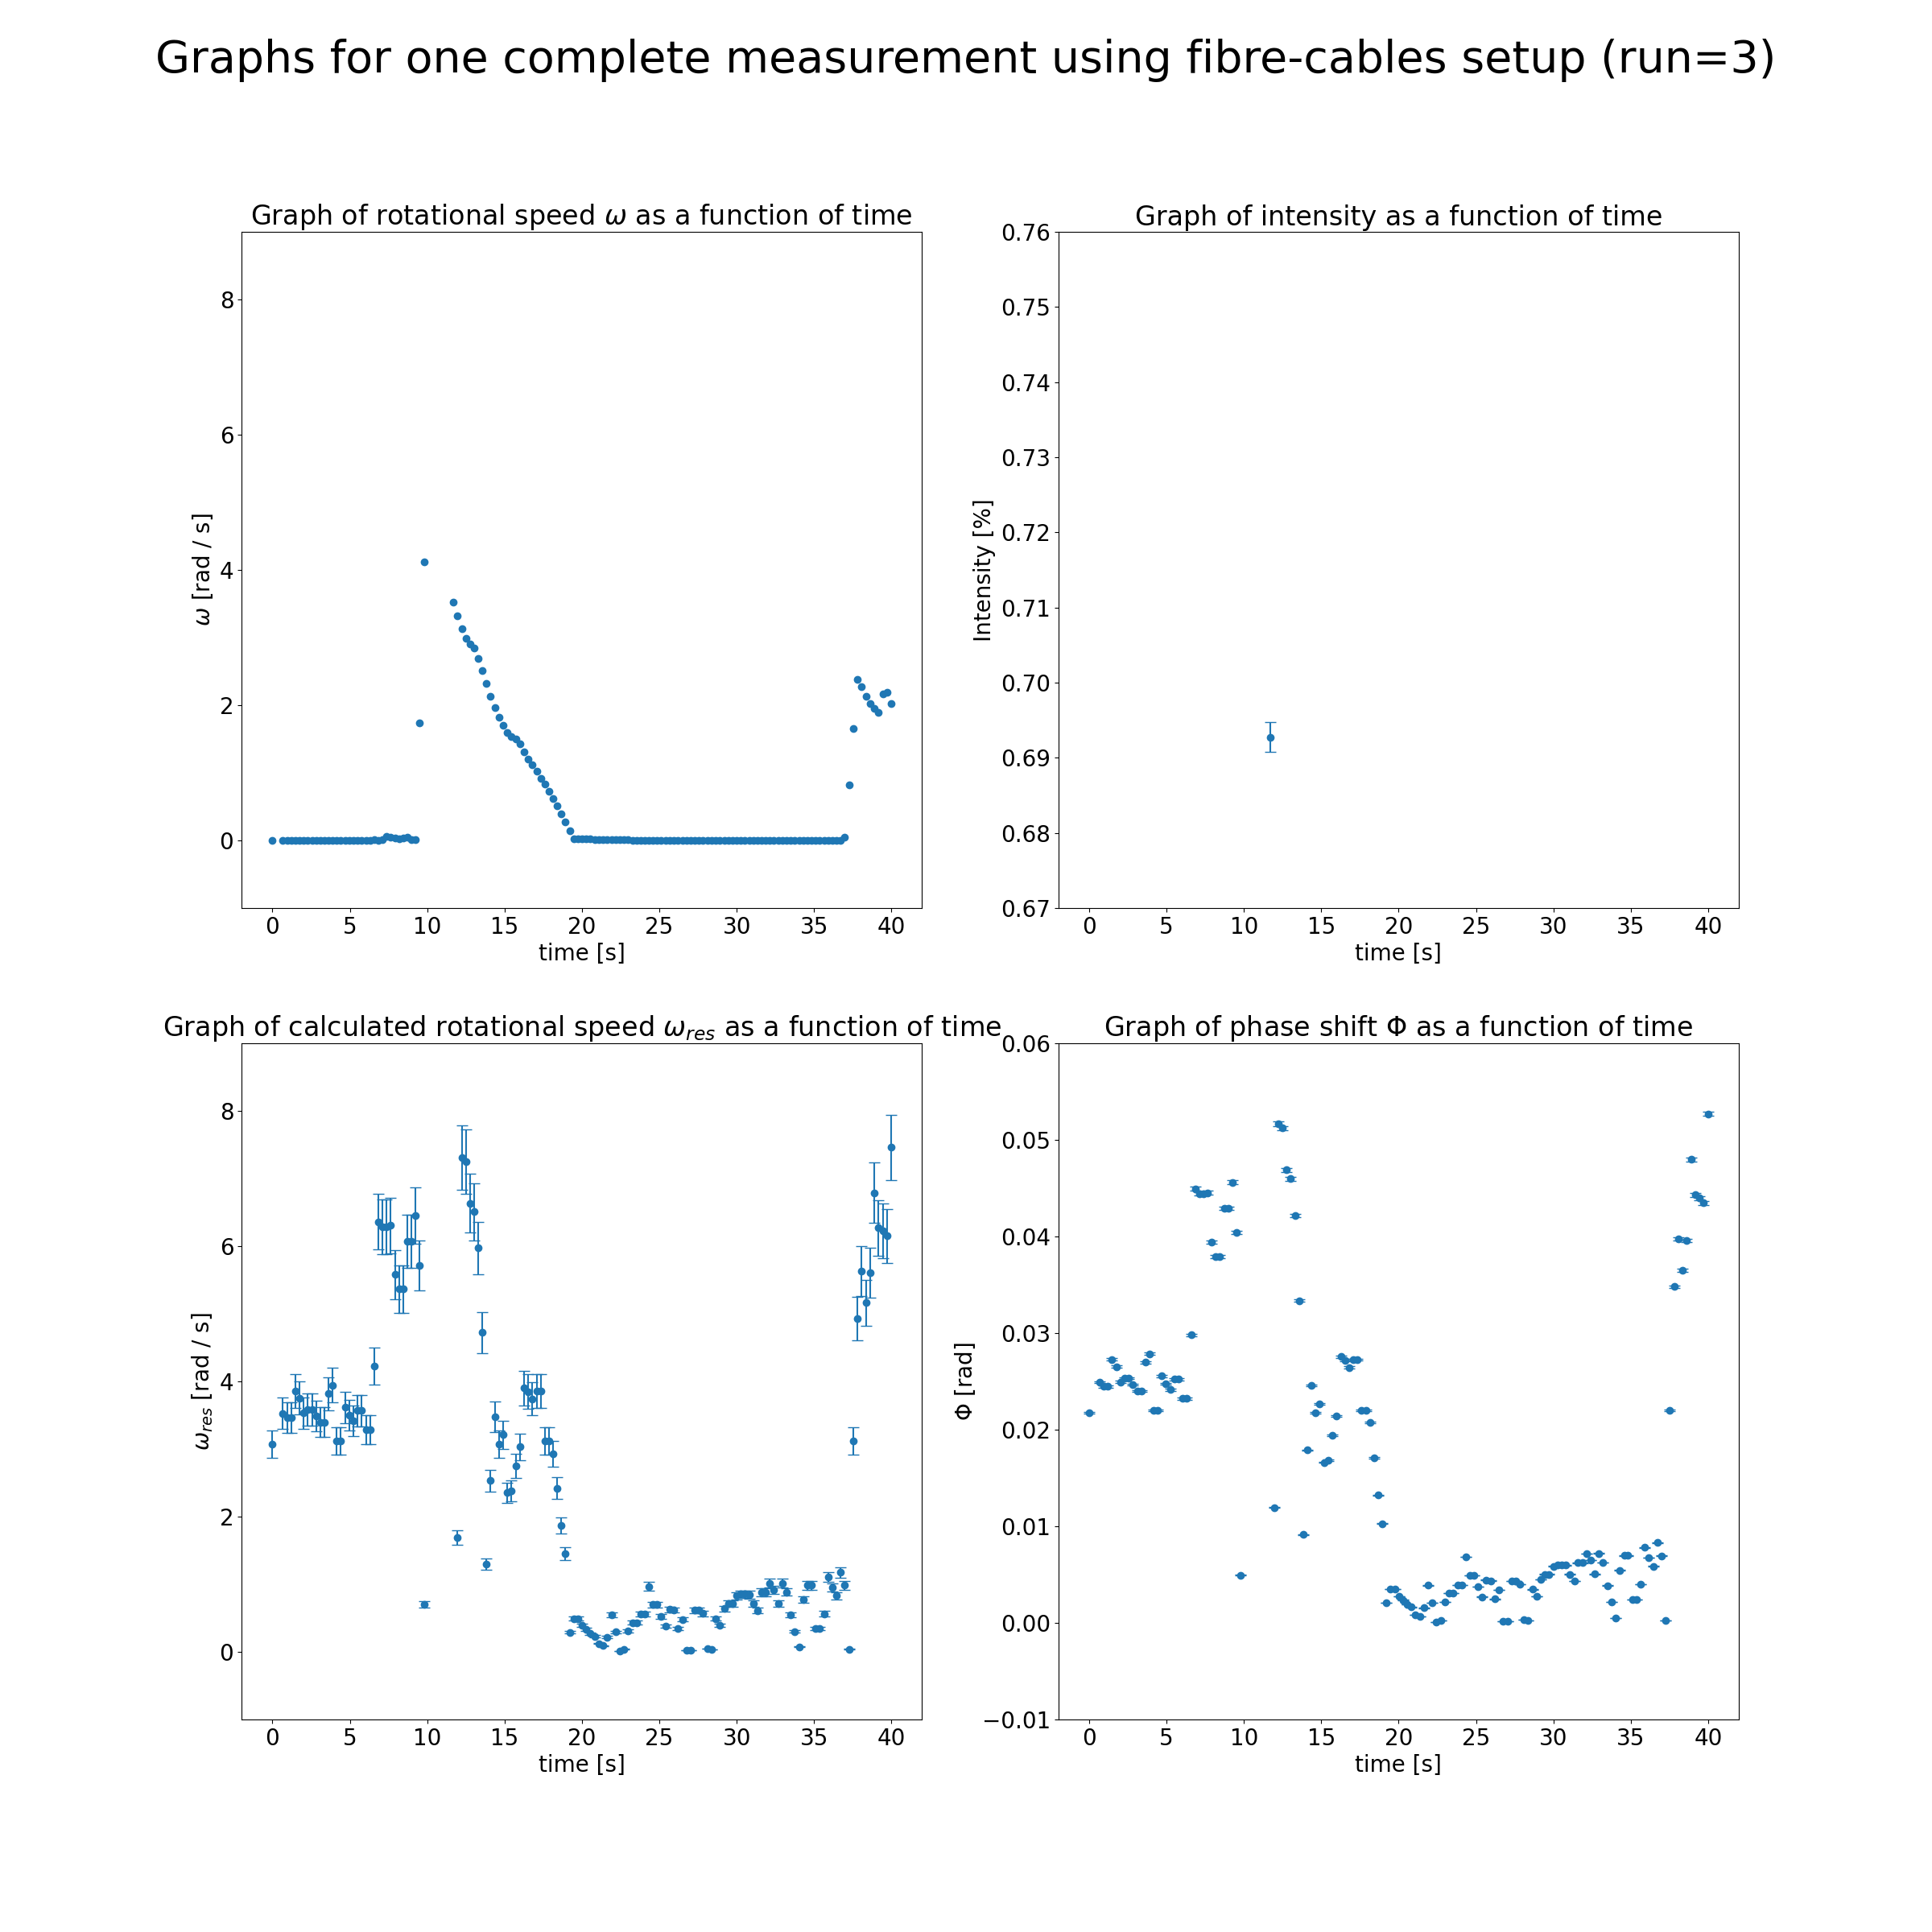 Graphs for one complete measurement using fibre-cables setup (run=3)
Graph of rotational speed ω as a function of time
8
6
4
2
0
ω [rad / s]
0 5 10 15 20 25 30 35 40
time [s]
Graph of intensity as a function of time
0.76
0.75
0.74
0.73
0.72
0.71
0.70
0.69
0.68
0.67
Intensity [%]
0 5 10 15 20 25 30 35 40
time [s]
Graph of calculated rotational speed ω_res as a function of time
8
6
4
2
0
ω_res [rad / s]
0 5 10 15 20 25 30 35 40
time [s]
Graph of phase shift Φ as a function of time
0.06
0.05
0.04
0.03
0.02
0.01
0.00
−0.01
Φ [rad]
0 5 10 15 20 25 30 35 40
time [s]